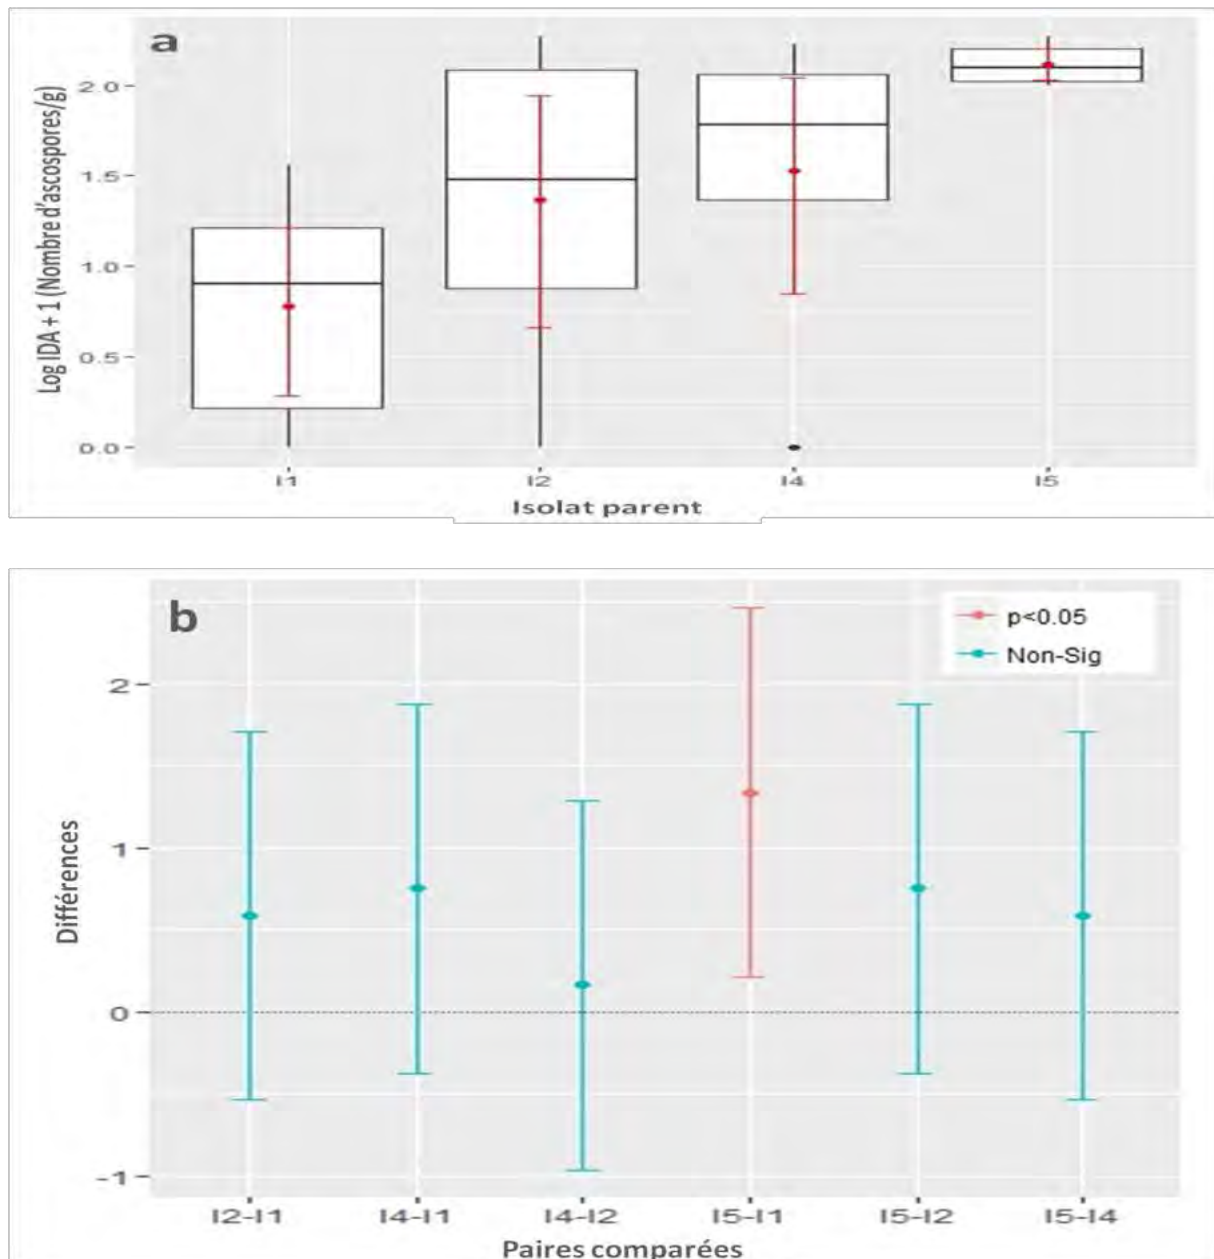 a
Log IDA + 1 (Nombre d'ascospores/g)
2.0
1.5
1.0
0.5
0.0
I1 I2 I4 I5
Isolat parent
b
p<0.05
Non-Sig
Différences
2
1
0
-1
I2-I1 I4-I1 I4-I2 I5-I1 I5-I2 I5-I4
Paires comparées